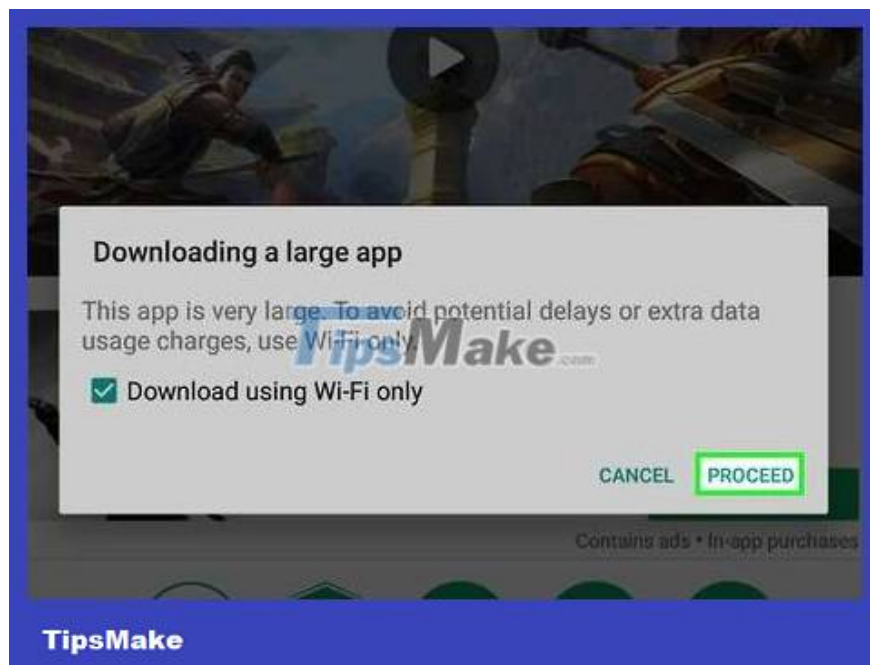 Downloading a large app
This app is very large. To avoid potential delays or extra data
usage charges, use Wi-Fi only.
TipsMake.com
Download using Wi-Fi only
CANCEL PROCEED
Contains ads • In-app purchases
TipsMake